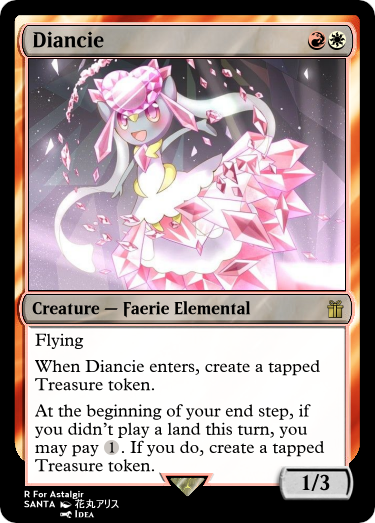 Diancie
Creature — Faerie Elemental
Flying
When Diancie enters, create a tapped
Treasure token.
At the beginning of your end step, if
you didn't play a land this turn, you
may pay 1. If you do, create a tapped
Treasure token.
1/3
R For Astalgir
SANTA 花丸アリス
IDEA